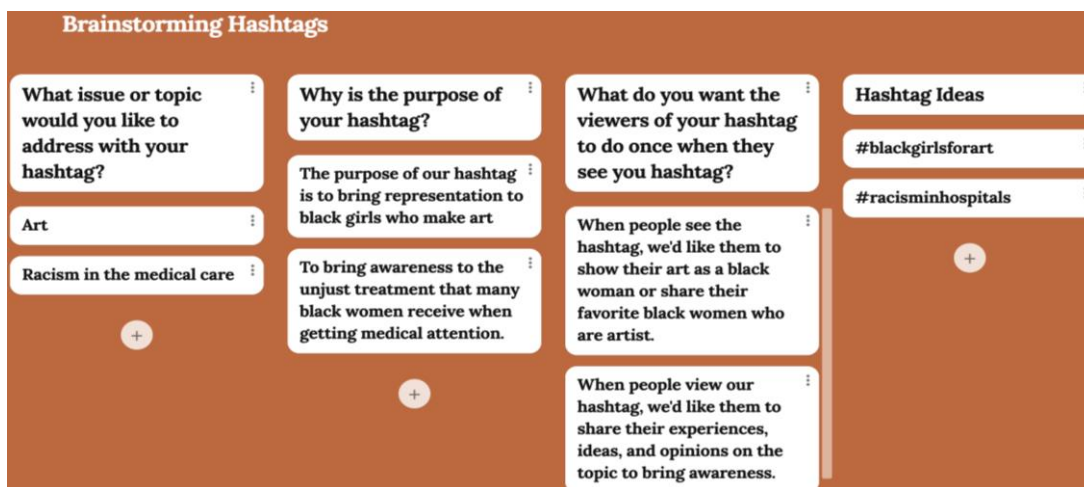 Brainstorming Hashtags
What issue or topic
would you like to
address with your
hashtag?
Art
Racism in the medical care
Why is the purpose of
your hashtag?
The purpose of our hashtag
is to bring representation to
black girls who make art
To bring awareness to the
unjust treatment that many
black women receive when
getting medical attention.
What do you want the
viewers of your hashtag
to do once when they
see you hashtag?
When people see the
hashtag, we'd like them to
show their art as a black
woman or share their
favorite black women who
are artist.
When people view our
hashtag, we'd like them to
share their experiences,
ideas, and opinions on the
topic to bring awareness.
Hashtag Ideas
#blackgirlsforart
#racisminhospitals